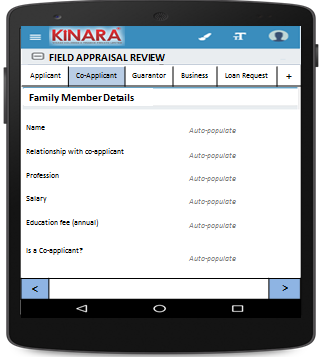 KINARA
FIELD APPRAISAL REVIEW
Applicant Co-Applicant Guarantor Business Loan Request +
Family Member Details
Name Auto-populate
Relationship with co-applicant Auto-populate
Profession Auto-populate
Salary Auto-populate
Education fee (annual) Auto-populate
Is a Co-applicant? Auto-populate
< >